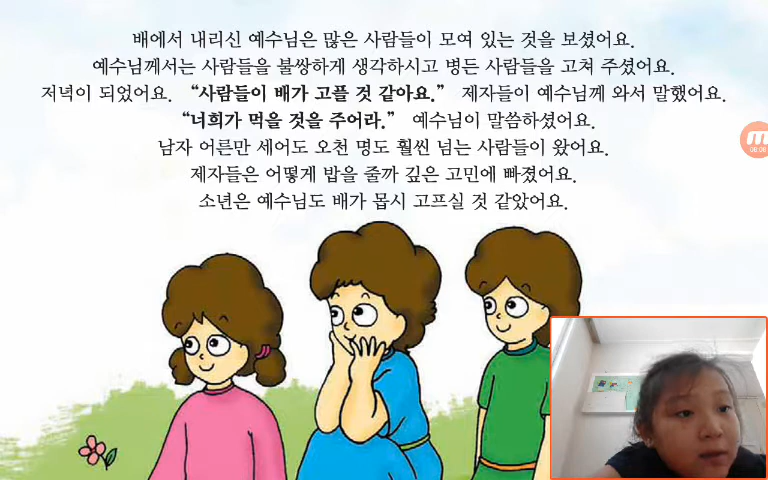 배에서 내리신 예수님은 많은 사람들이 모여 있는 것을 보셨어요.
예수님께서는 사람들을 불쌍하게 생각하시고 병든 사람들을 고쳐 주셨어요.
저녁이 되었어요. “사람들이 배가 고플 것 같아요.” 제자들이 예수님께 와서 말했어요.
“너희가 먹을 것을 주어라.” 예수님이 말씀하셨어요.
남자 어른만 세어도 오천 명도 훨씬 넘는 사람들이 왔어요.
제자들은 어떻게 밥을 줄까 깊은 고민에 빠졌어요.
소년은 예수님도 배가 몹시 고프실 것 같았어요.